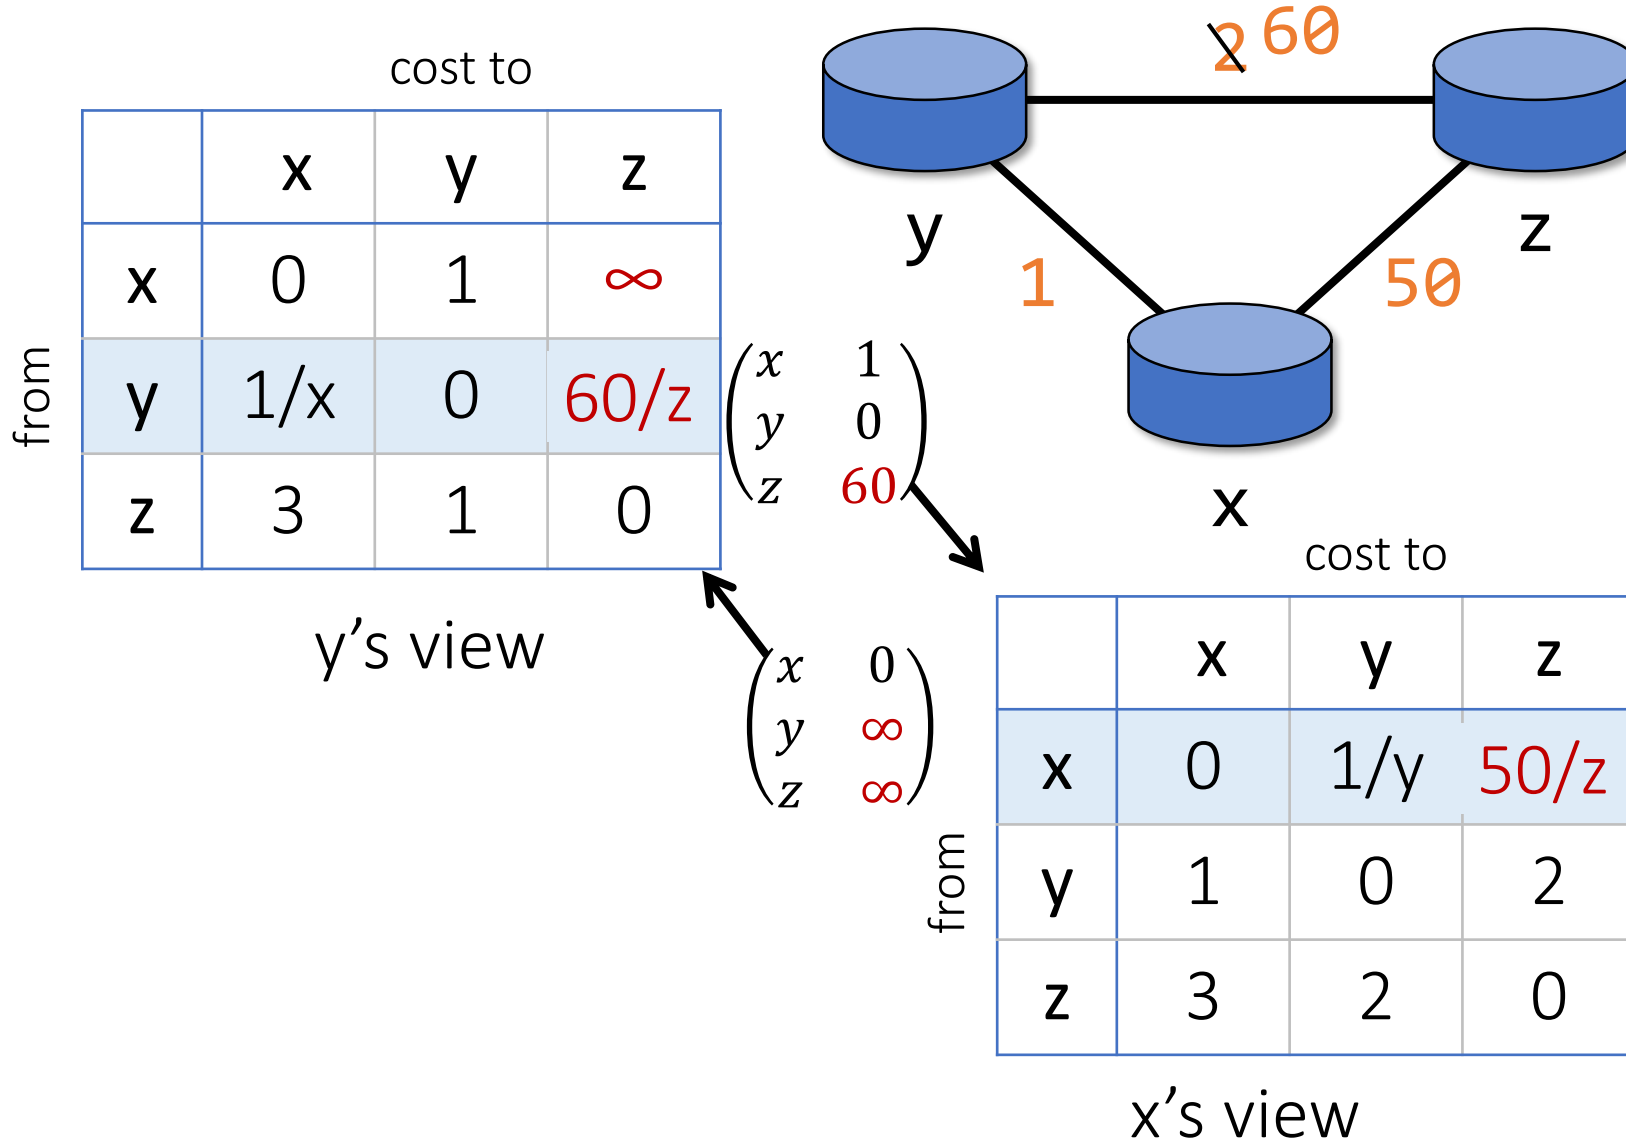 cost to
x y z
x 0 1 ∞
from
y 1/x 0 60/z
z 3 1 0
y's view
x 1
y 0
z 60
x 0
y ∞
z ∞
2 60
y
z
1
50
x
cost to
x y z
x 0 1/y 50/z
from
y 1 0 2
z 3 2 0
x's view